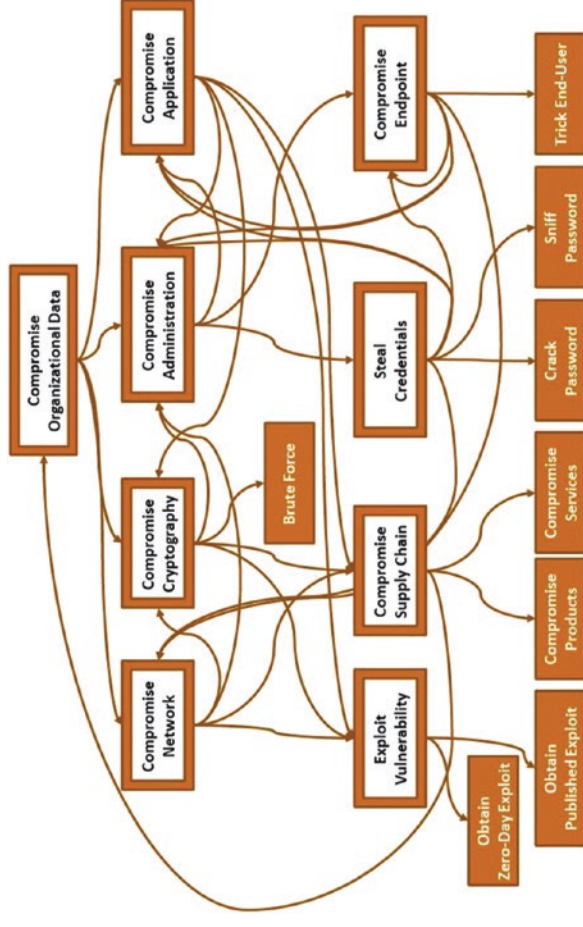 Compromise
Organizational Data
Compromise
Network
Compromise
Cryptography
Compromise
Administration
Compromise
Application
Brute Force
Exploit
Vulnerability
Compromise
Supply Chain
Steal
Credentials
Compromise
Endpoint
Obtain
Zero-Day Exploit
Obtain
Published Exploit
Compromise
Products
Compromise
Services
Crack
Password
Sniff
Password
Trick End-User